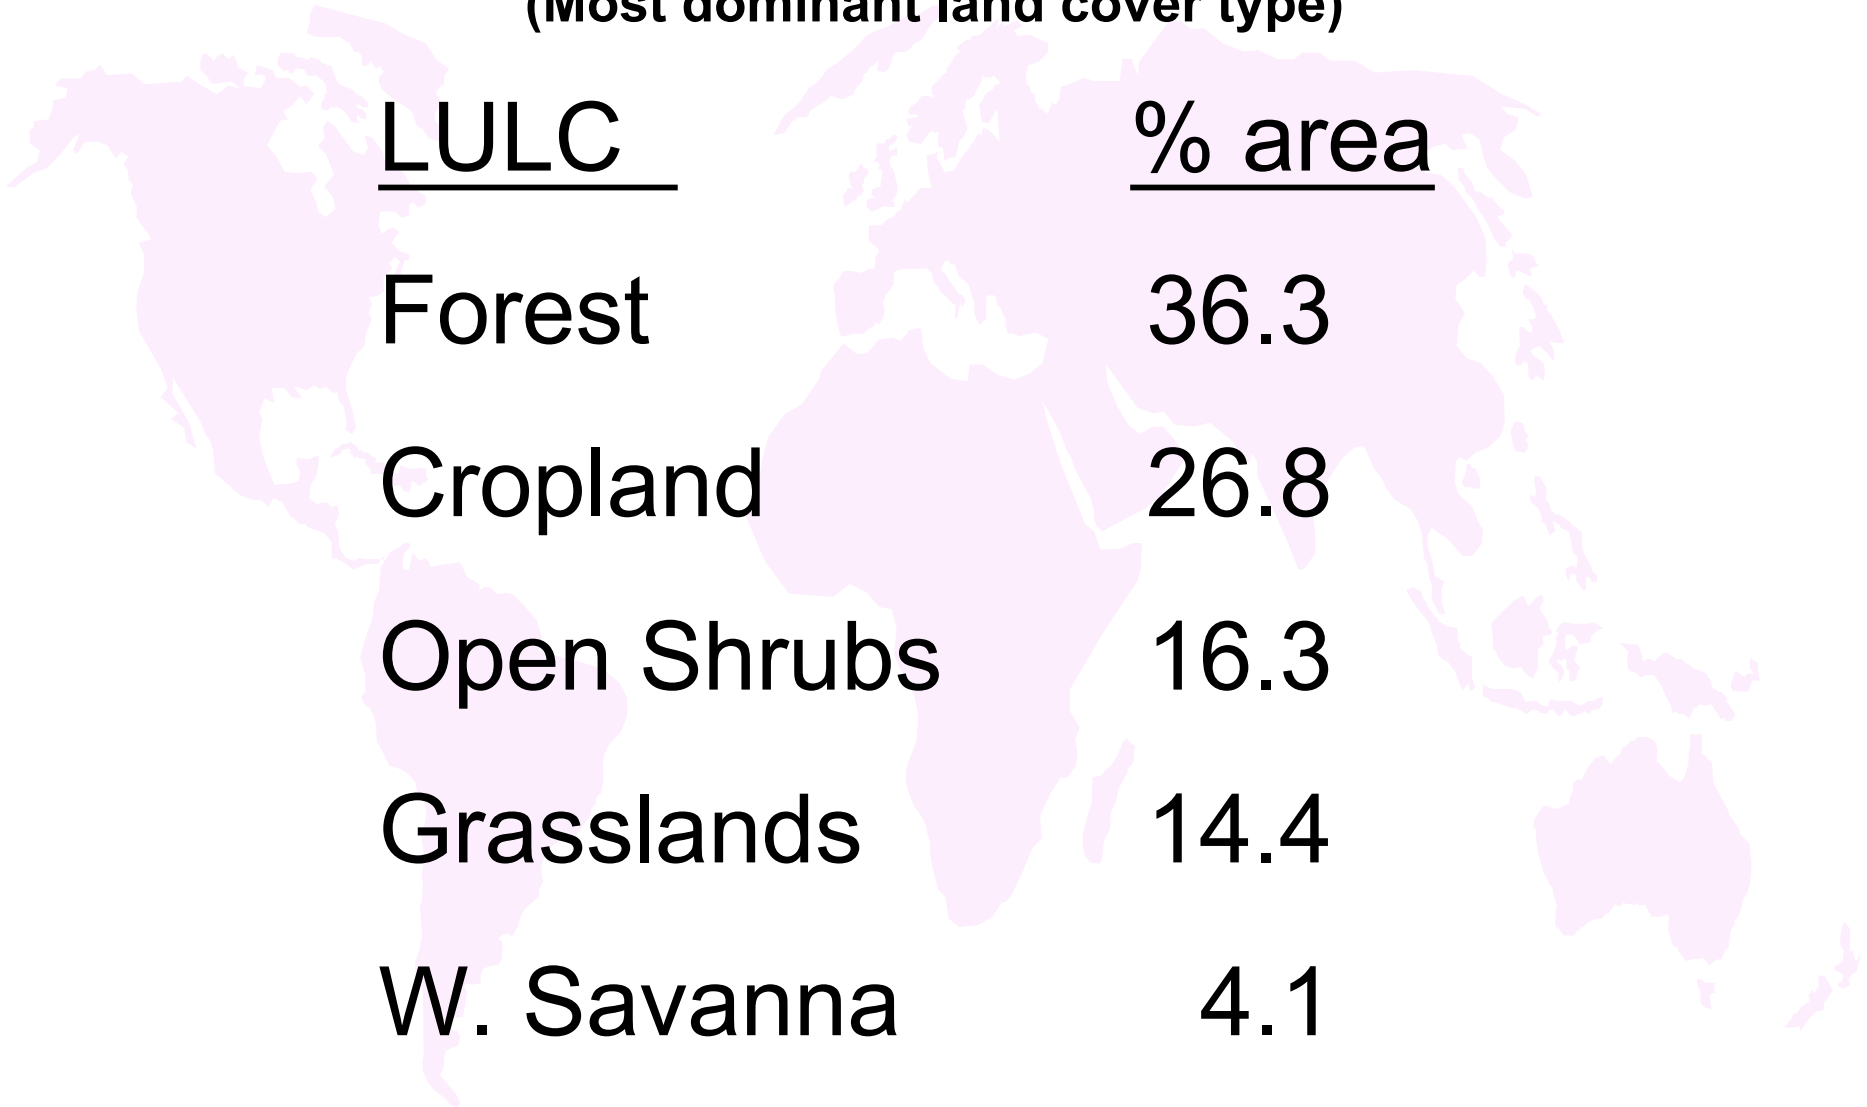 (Most dominant land cover type)
LULC % area
Forest 36.3
Cropland 26.8
Open Shrubs 16.3
Grasslands 14.4
W. Savanna 4.1